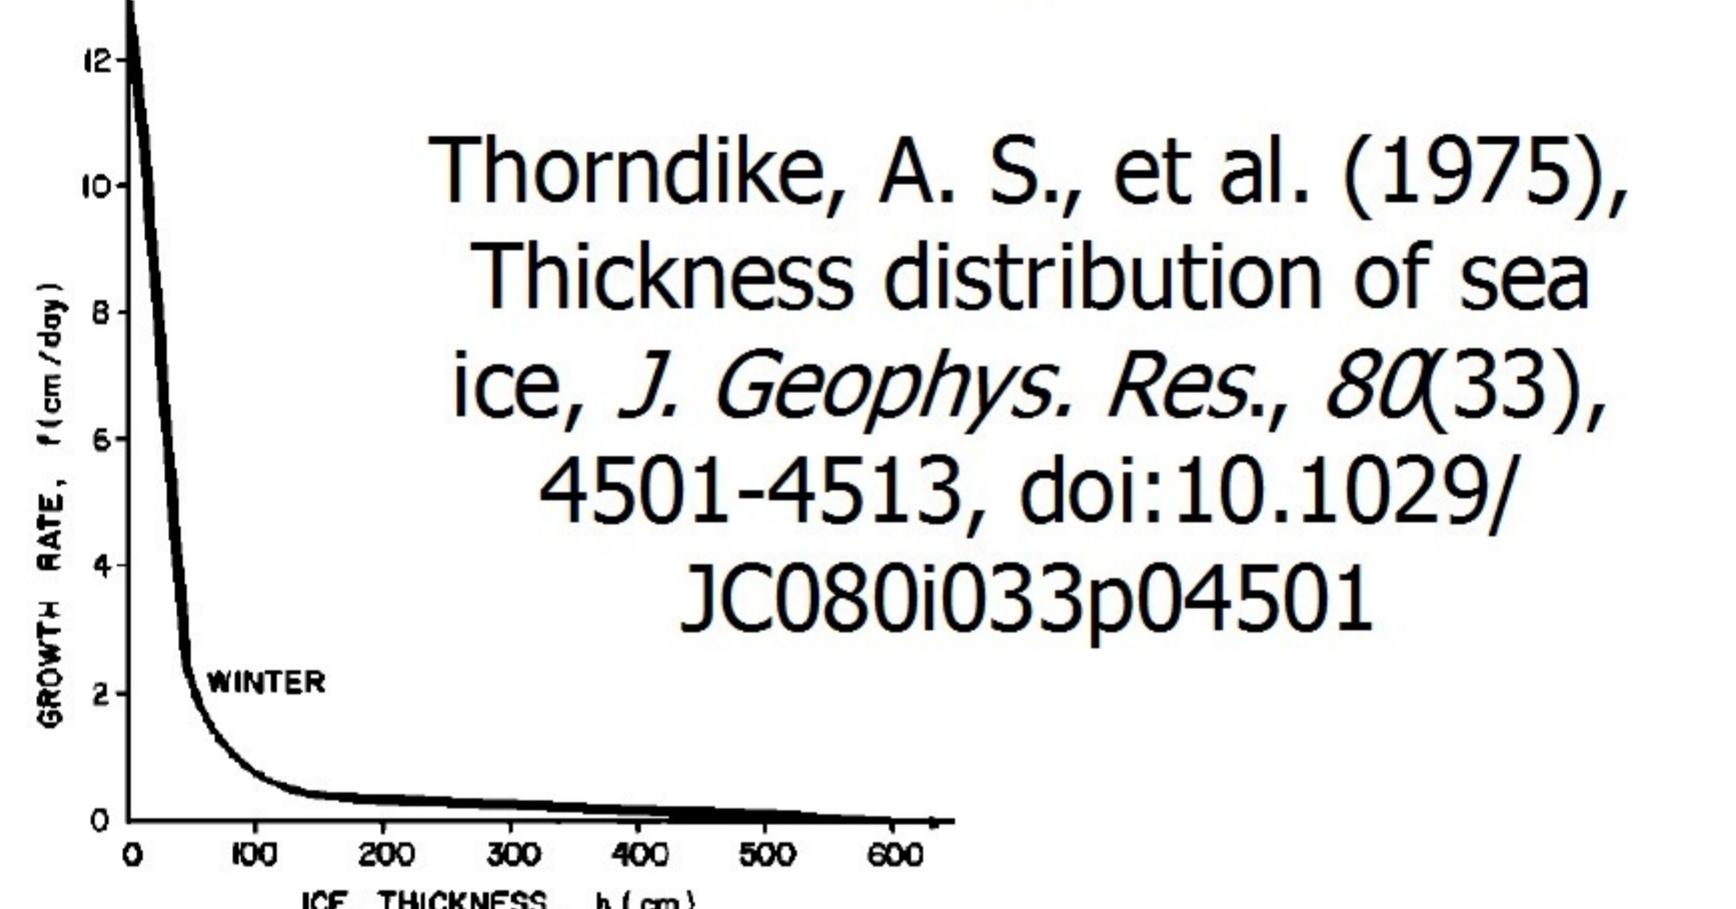 12
10
8
6
4
2
0
GROWTH RATE, f(cm/day)
WINTER
0 100 200 300 400 500 600
ICE THICKNESS, h(cm)
Thorndike, A. S., et al. (1975),
Thickness distribution of sea
ice, J. Geophys. Res., 80(33),
4501-4513, doi:10.1029/
JC080i033p04501